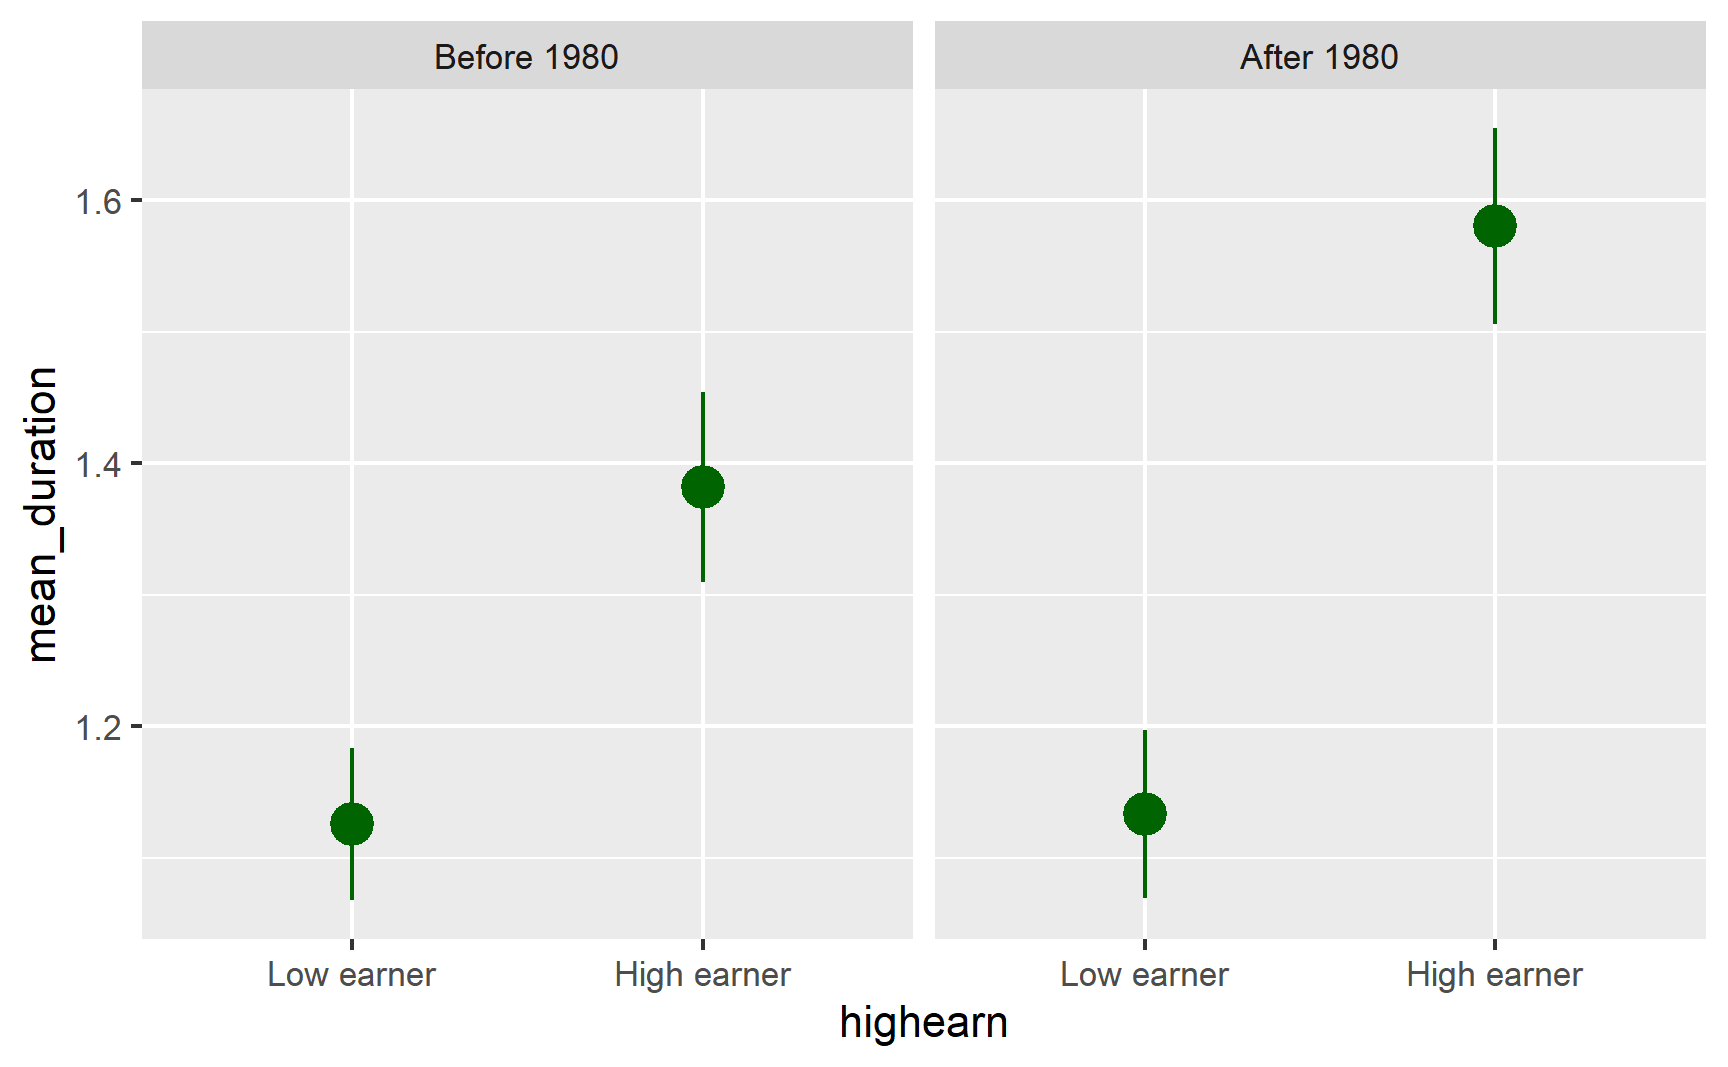 Before 1980
After 1980
mean_duration
1.6
1.4
1.2
Low earner
High earner
Low earner
High earner
highearn